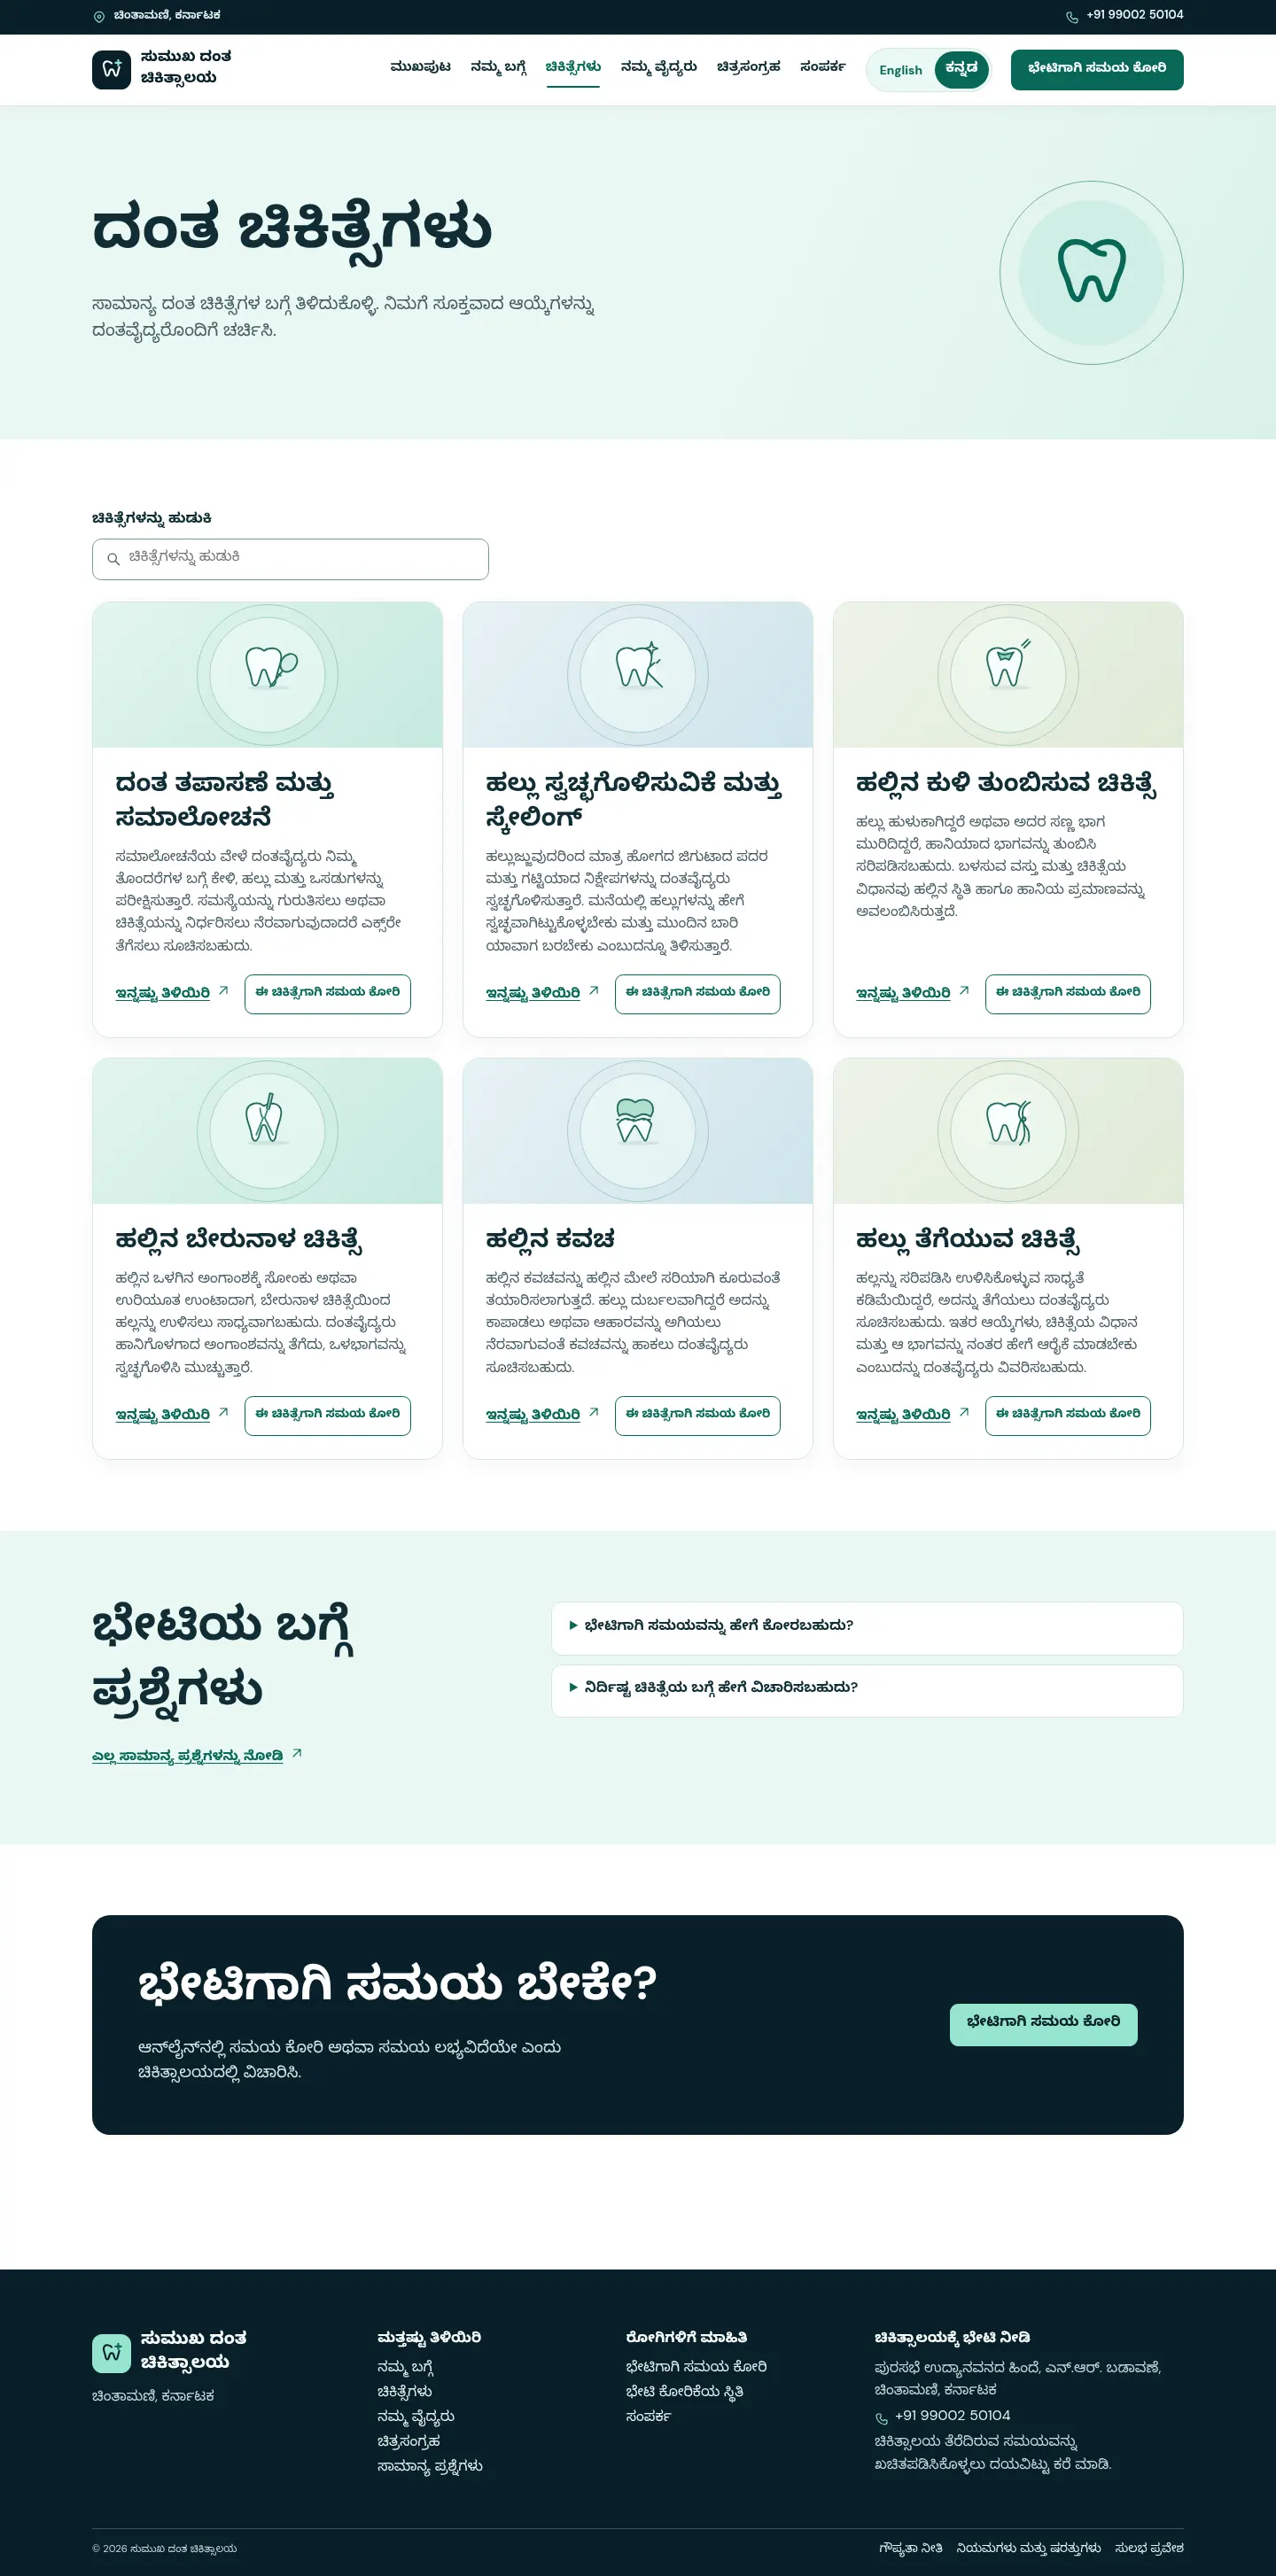 ಚಿಂತಾಮಣಿ, ಕರ್ನಾಟಕ
+91 99002 50104
ಸುಮುಖ ದಂತ
ಚಿಕಿತ್ಸಾಲಯ
ಮುಖಪುಟ
ನಮ್ಮ ಬಗ್ಗೆ
ಚಿಕಿತ್ಸೆಗಳು
ನಮ್ಮ ವೈದ್ಯರು
ಚಿತ್ರಸಂಗ್ರಹ
ಸಂಪರ್ಕ
English
ಕನ್ನಡ
ಭೇಟಿಗಾಗಿ ಸಮಯ ಕೋರಿ
ದಂತ ಚಿಕಿತ್ಸೆಗಳು
ಸಾಮಾನ್ಯ ದಂತ ಚಿಕಿತ್ಸೆಗಳ ಬಗ್ಗೆ ತಿಳಿದುಕೊಳ್ಳಿ. ನಿಮಗೆ ಸೂಕ್ತವಾದ ಆಯ್ಕೆಗಳನ್ನು
ದಂತವೈದ್ಯರೊಂದಿಗೆ ಚರ್ಚಿಸಿ.
ಚಿಕಿತ್ಸೆಗಳನ್ನು ಹುಡುಕಿ
ಚಿಕಿತ್ಸೆಗಳನ್ನು ಹುಡುಕಿ
ದಂತ ತಪಾಸಣೆ ಮತ್ತು
ಸಮಾಲೋಚನೆ
ಸಮಾಲೋಚನೆಯ ವೇಳೆ ದಂತವೈದ್ಯರು ನಿಮ್ಮ
ತೊಂದರೆಗಳ ಬಗ್ಗೆ ಕೇಳಿ, ಹಲ್ಲು ಮತ್ತು ಒಸಡುಗಳನ್ನು
ಪರೀಕ್ಷಿಸುತ್ತಾರೆ. ಸಮಸ್ಯೆಯನ್ನು ಗುರುತಿಸಲು ಅಥವಾ
ಚಿಕಿತ್ಸೆಯನ್ನು ನಿರ್ಧರಿಸಲು ನೆರವಾಗುವುದಾದರೆ ಎಕ್ಸ್‌ರೇ
ತೆಗೆಸಲು ಸೂಚಿಸಬಹುದು.
ಇನ್ನಷ್ಟು ತಿಳಿಯಿರಿ
ಈ ಚಿಕಿತ್ಸೆಗಾಗಿ ಸಮಯ ಕೋರಿ
ಹಲ್ಲು ಸ್ವಚ್ಛಗೊಳಿಸುವಿಕೆ ಮತ್ತು
ಸ್ಕೇಲಿಂಗ್
ಹಲ್ಲುಜ್ಜುವುದರಿಂದ ಮಾತ್ರ ಹೋಗದ ಜಿಗುಟಾದ ಪದರ
ಮತ್ತು ಗಟ್ಟಿಯಾದ ನಿಕ್ಷೇಪಗಳನ್ನು ದಂತವೈದ್ಯರು
ಸ್ವಚ್ಛಗೊಳಿಸುತ್ತಾರೆ. ಮನೆಯಲ್ಲಿ ಹಲ್ಲುಗಳನ್ನು ಹೇಗೆ
ಸ್ವಚ್ಛವಾಗಿಟ್ಟುಕೊಳ್ಳಬೇಕು ಮತ್ತು ಮುಂದಿನ ಬಾರಿ
ಯಾವಾಗ ಬರಬೇಕು ಎಂಬುದನ್ನೂ ತಿಳಿಸುತ್ತಾರೆ.
ಇನ್ನಷ್ಟು ತಿಳಿಯಿರಿ
ಈ ಚಿಕಿತ್ಸೆಗಾಗಿ ಸಮಯ ಕೋರಿ
ಹಲ್ಲಿನ ಕುಳಿ ತುಂಬಿಸುವ ಚಿಕಿತ್ಸೆ
ಹಲ್ಲು ಹುಳುಕಾಗಿದ್ದರೆ ಅಥವಾ ಅದರ ಸಣ್ಣ ಭಾಗ
ಮುರಿದಿದ್ದರೆ, ಹಾನಿಯಾದ ಭಾಗವನ್ನು ತುಂಬಿಸಿ
ಸರಿಪಡಿಸಬಹುದು. ಬಳಸುವ ವಸ್ತು ಮತ್ತು ಚಿಕಿತ್ಸೆಯ
ವಿಧಾನವು ಹಲ್ಲಿನ ಸ್ಥಿತಿ ಹಾಗೂ ಹಾನಿಯ ಪ್ರಮಾಣವನ್ನು
ಅವಲಂಬಿಸಿರುತ್ತದೆ.
ಇನ್ನಷ್ಟು ತಿಳಿಯಿರಿ
ಈ ಚಿಕಿತ್ಸೆಗಾಗಿ ಸಮಯ ಕೋರಿ
ಹಲ್ಲಿನ ಬೇರುನಾಳ ಚಿಕಿತ್ಸೆ
ಹಲ್ಲಿನ ಒಳಗಿನ ಅಂಗಾಂಶಕ್ಕೆ ಸೋಂಕು ಅಥವಾ
ಉರಿಯೂತ ಉಂಟಾದಾಗ, ಬೇರುನಾಳ ಚಿಕಿತ್ಸೆಯಿಂದ
ಹಲ್ಲನ್ನು ಉಳಿಸಲು ಸಾಧ್ಯವಾಗಬಹುದು. ದಂತವೈದ್ಯರು
ಹಾನಿಗೊಳಗಾದ ಅಂಗಾಂಶವನ್ನು ತೆಗೆದು, ಒಳಭಾಗವನ್ನು
ಸ್ವಚ್ಛಗೊಳಿಸಿ ಮುಚ್ಚುತ್ತಾರೆ.
ಇನ್ನಷ್ಟು ತಿಳಿಯಿರಿ
ಈ ಚಿಕಿತ್ಸೆಗಾಗಿ ಸಮಯ ಕೋರಿ
ಹಲ್ಲಿನ ಕವಚ
ಹಲ್ಲಿನ ಕವಚವನ್ನು ಹಲ್ಲಿನ ಮೇಲೆ ಸರಿಯಾಗಿ ಕೂರುವಂತೆ
ತಯಾರಿಸಲಾಗುತ್ತದೆ. ಹಲ್ಲು ದುರ್ಬಲವಾಗಿದ್ದರೆ ಅದನ್ನು
ಕಾಪಾಡಲು ಅಥವಾ ಆಹಾರವನ್ನು ಅಗಿಯಲು
ನೆರವಾಗುವಂತೆ ಕವಚವನ್ನು ಹಾಕಲು ದಂತವೈದ್ಯರು
ಸೂಚಿಸಬಹುದು.
ಇನ್ನಷ್ಟು ತಿಳಿಯಿರಿ
ಈ ಚಿಕಿತ್ಸೆಗಾಗಿ ಸಮಯ ಕೋರಿ
ಹಲ್ಲು ತೆಗೆಯುವ ಚಿಕಿತ್ಸೆ
ಹಲ್ಲನ್ನು ಸರಿಪಡಿಸಿ ಉಳಿಸಿಕೊಳ್ಳುವ ಸಾಧ್ಯತೆ
ಕಡಿಮೆಯಿದ್ದರೆ, ಅದನ್ನು ತೆಗೆಯಲು ದಂತವೈದ್ಯರು
ಸೂಚಿಸಬಹುದು. ಇತರ ಆಯ್ಕೆಗಳು, ಚಿಕಿತ್ಸೆಯ ವಿಧಾನ
ಮತ್ತು ಆ ಭಾಗವನ್ನು ನಂತರ ಹೇಗೆ ಆರೈಕೆ ಮಾಡಬೇಕು
ಎಂಬುದನ್ನು ದಂತವೈದ್ಯರು ವಿವರಿಸಬಹುದು.
ಇನ್ನಷ್ಟು ತಿಳಿಯಿರಿ
ಈ ಚಿಕಿತ್ಸೆಗಾಗಿ ಸಮಯ ಕೋರಿ
ಭೇಟಿಯ ಬಗ್ಗೆ
ಪ್ರಶ್ನೆಗಳು
ಎಲ್ಲ ಸಾಮಾನ್ಯ ಪ್ರಶ್ನೆಗಳನ್ನು ನೋಡಿ
ಭೇಟಿಗಾಗಿ ಸಮಯವನ್ನು ಹೇಗೆ ಕೋರಬಹುದು?
ನಿರ್ದಿಷ್ಟ ಚಿಕಿತ್ಸೆಯ ಬಗ್ಗೆ ಹೇಗೆ ವಿಚಾರಿಸಬಹುದು?
ಭೇಟಿಗಾಗಿ ಸಮಯ ಬೇಕೇ?
ಆನ್‌ಲೈನ್‌ನಲ್ಲಿ ಸಮಯ ಕೋರಿ ಅಥವಾ ಸಮಯ ಲಭ್ಯವಿದೆಯೇ ಎಂದು
ಚಿಕಿತ್ಸಾಲಯದಲ್ಲಿ ವಿಚಾರಿಸಿ.
ಭೇಟಿಗಾಗಿ ಸಮಯ ಕೋರಿ
ಸುಮುಖ ದಂತ
ಚಿಕಿತ್ಸಾಲಯ
ಚಿಂತಾಮಣಿ, ಕರ್ನಾಟಕ
ಮತ್ತಷ್ಟು ತಿಳಿಯಿರಿ
ನಮ್ಮ ಬಗ್ಗೆ
ಚಿಕಿತ್ಸೆಗಳು
ನಮ್ಮ ವೈದ್ಯರು
ಚಿತ್ರಸಂಗ್ರಹ
ಸಾಮಾನ್ಯ ಪ್ರಶ್ನೆಗಳು
ರೋಗಿಗಳಿಗೆ ಮಾಹಿತಿ
ಭೇಟಿಗಾಗಿ ಸಮಯ ಕೋರಿ
ಭೇಟಿ ಕೋರಿಕೆಯ ಸ್ಥಿತಿ
ಸಂಪರ್ಕ
ಚಿಕಿತ್ಸಾಲಯಕ್ಕೆ ಭೇಟಿ ನೀಡಿ
ಪುರಸಭೆ ಉದ್ಯಾನವನದ ಹಿಂದೆ, ಎನ್.ಆರ್. ಬಡಾವಣೆ,
ಚಿಂತಾಮಣಿ, ಕರ್ನಾಟಕ
+91 99002 50104
ಚಿಕಿತ್ಸಾಲಯ ತೆರೆದಿರುವ ಸಮಯವನ್ನು
ಖಚಿತಪಡಿಸಿಕೊಳ್ಳಲು ದಯವಿಟ್ಟು ಕರೆ ಮಾಡಿ.
© 2026 ಸುಮುಖ ದಂತ ಚಿಕಿತ್ಸಾಲಯ
ಗೌಪ್ಯತಾ ನೀತಿ
ನಿಯಮಗಳು ಮತ್ತು ಷರತ್ತುಗಳು
ಸುಲಭ ಪ್ರವೇಶ